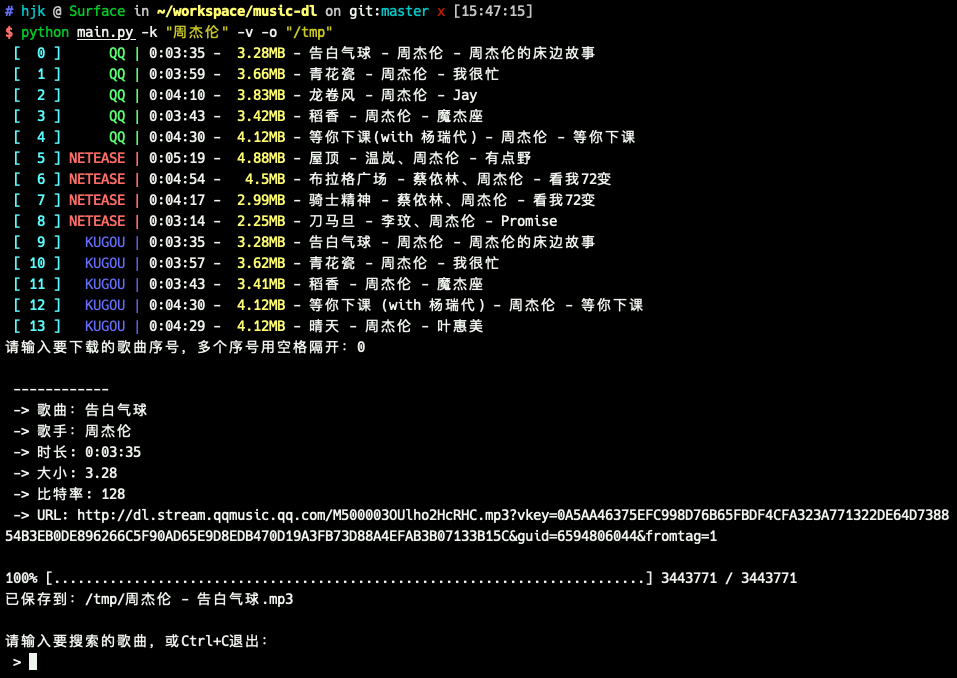 # hjk @ Surface in ~/workspace/music-dl on git:master x [15:47:15]
$ python main.py -k "周杰伦" -v -o "/tmp"
[ 0 ] QQ | 0:03:35 - 3.28MB - 告白气球 - 周杰伦 - 周杰伦的床边故事
[ 1 ] QQ | 0:03:59 - 3.66MB - 青花瓷 - 周杰伦 - 我很忙
[ 2 ] QQ | 0:04:10 - 3.83MB - 龙卷风 - 周杰伦 - Jay
[ 3 ] QQ | 0:03:43 - 3.42MB - 稻香 - 周杰伦 - 魔杰座
[ 4 ] QQ | 0:04:30 - 4.12MB - 等你下课(with 杨瑞代) - 周杰伦 - 等你下课
[ 5 ] NETEASE | 0:05:19 - 4.88MB - 屋顶 - 温岚、周杰伦 - 有点野
[ 6 ] NETEASE | 0:04:54 - 4.5MB - 布拉格广场 - 蔡依林、周杰伦 - 看我72变
[ 7 ] NETEASE | 0:04:17 - 2.99MB - 骑士精神 - 蔡依林、周杰伦 - 看我72变
[ 8 ] NETEASE | 0:03:14 - 2.25MB - 刀马旦 - 李玟、周杰伦 - Promise
[ 9 ] KUGOU | 0:03:35 - 3.28MB - 告白气球 - 周杰伦 - 周杰伦的床边故事
[ 10 ] KUGOU | 0:03:57 - 3.62MB - 青花瓷 - 周杰伦 - 我很忙
[ 11 ] KUGOU | 0:03:43 - 3.41MB - 稻香 - 周杰伦 - 魔杰座
[ 12 ] KUGOU | 0:04:30 - 4.12MB - 等你下课 (with 杨瑞代) - 周杰伦 - 等你下课
[ 13 ] KUGOU | 0:04:29 - 4.12MB - 晴天 - 周杰伦 - 叶惠美
请输入要下载的歌曲序号，多个序号用空格隔开：0
------------
-> 歌曲：告白气球
-> 歌手：周杰伦
-> 时长：0:03:35
-> 大小：3.28
-> 比特率：128
-> URL: http://dl.stream.qqmusic.qq.com/M500003OUlho2HcRHC.mp3?vkey=0A5AA46375EFC998D76B65FBDF4CFA323A771322DE64D7388
54B3EB0DE896266C5F90AD65E9D8EDB470D19A3FB73D88A4EFAB3B07133B15C&guid=6594806044&fromtag=1
100% [..........................................................................] 3443771 / 3443771
已保存到：/tmp/周杰伦 - 告白气球.mp3
请输入要搜索的歌曲，或Ctrl+C退出：
>